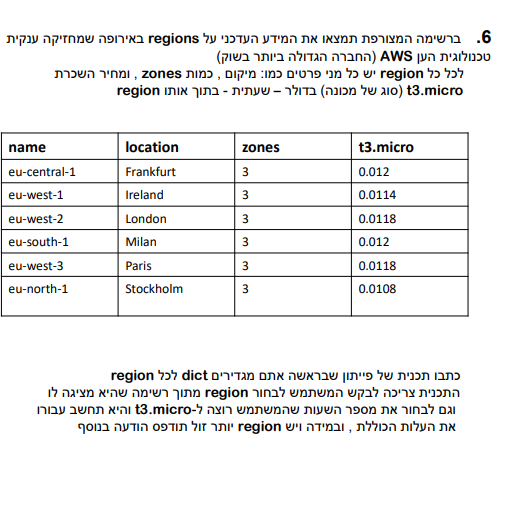 6. ברשימה המצורפת תמצאו את המידע העדכני על regions באירופה שמחזיקה ענקית
טכנולוגית הענן AWS (החברה הגדולה ביותר בשוק)
לכל כל region יש כל מני פרטים כמו: מיקום , כמות zones , ומחיר השכרת
t3.micro (סוג של מכונה) בדולר – שעתית - בתוך אותו region
name location zones t3.micro
eu-central-1 Frankfurt 3 0.012
eu-west-1 Ireland 3 0.0114
eu-west-2 London 3 0.0118
eu-south-1 Milan 3 0.012
eu-west-3 Paris 3 0.0118
eu-north-1 Stockholm 3 0.0108
כתבו תכנית של פייתון שבראשה אתם מגדירים dict לכל region
התכנית צריכה לבקש המשתמש לבחור region מתוך רשימה שהיא מציגה לו
וגם לבחור את מספר השעות שהמשתמש רוצה ל-t3.micro והיא תחשב עבורו
את העלות הכוללת , ובמידה ויש region יותר זול תודפס הודעה בנוסף